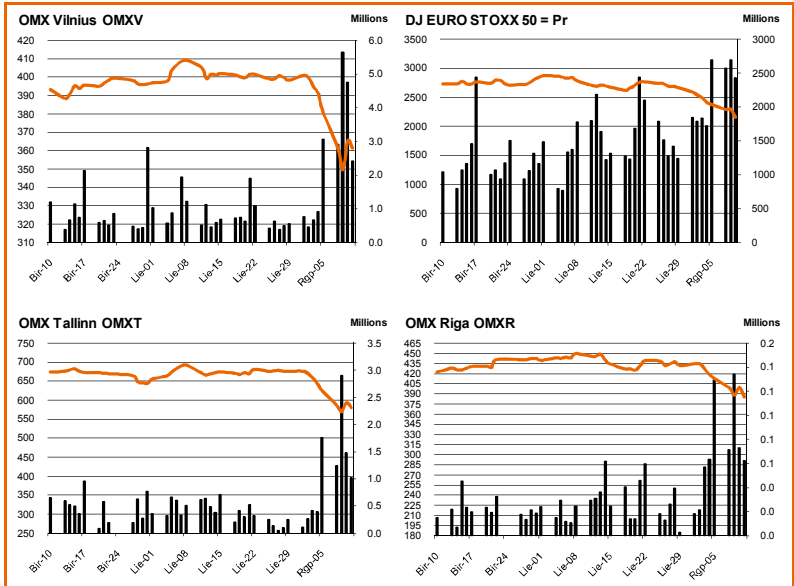 OMX Vilnius OMXV
Millions
420
400
390
380
370
360
350
340
330
320
310
6.0
5.0
4.0
3.0
2.0
1.0
0.0
Bir-10
Bir-17
Bir-24
Lie-01
Lie-08
Lie-15
Lie-22
Lie-29
Rgp-05
DJ EURO STOXX 50 = Pr
Millions
3500
3000
2500
2000
1500
1000
500
0
3000
2500
2000
1500
1000
500
0
Bir-10
Bir-17
Bir-24
Lie-01
Lie-08
Lie-15
Lie-22
Lie-29
Rgp-05
OMX Tallinn OMXT
Millions
750
700
650
600
550
500
450
400
350
300
250
3.5
3.0
2.5
2.0
1.5
1.0
0.5
0.0
Bir-10
Bir-17
Bir-24
Lie-01
Lie-08
Lie-15
Lie-22
Lie-29
Rgp-05
OMX Riga OMXR
Millions
465
450
435
420
405
390
375
360
345
330
315
300
285
270
255
240
225
210
195
180
0.2
0.1
0.1
0.1
0.1
0.1
0.0
0.0
0.0
Bir-10
Bir-17
Bir-24
Lie-01
Lie-08
Lie-15
Lie-22
Lie-29
Rgp-05